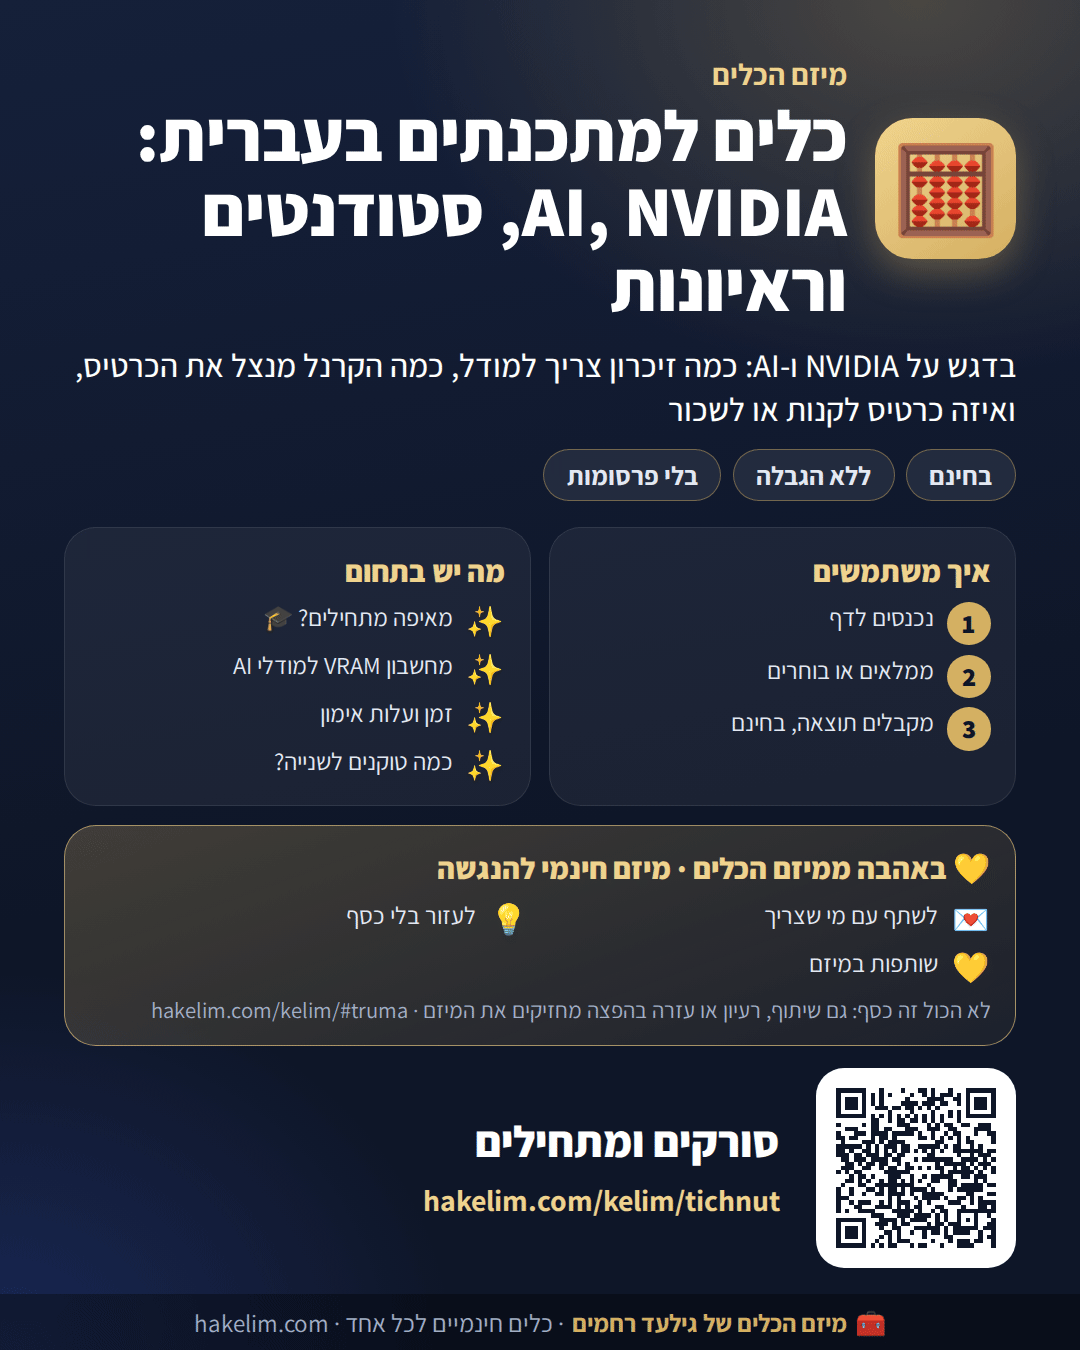 מיזם הכלים
כלים למתכנתים בעברית:
NVIDIA ,AI, סטודנטים
וראיונות
בדגש על NVIDIA ו-AI: כמה זיכרון צריך למודל, כמה הקרנל מנצל את הכרטיס,
ואיזה כרטיס לקנות או לשכור
בחינם
ללא הגבלה
בלי פרסומות
איך משתמשים
1 נכנסים לדף
2 ממלאים או בוחרים
3 מקבלים תוצאה, בחינם
מה יש בתחום
✨ מאיפה מתחילים? 🎓
✨ מחשבון VRAM למודלי AI
✨ זמן ועלות אימון
✨ כמה טוקנים לשנייה?
💛 באהבה ממיזם הכלים · מיזם חינמי להנגשה
💌 לשתף עם מי שצריך
💡 לעזור בלי כסף
💛 שותפות במיזם
לא הכול זה כסף: גם שיתוף, רעיון או עזרה בהפצה מחזיקים את המיזם · hakelim.com/kelim/#truma
סורקים ומתחילים
hakelim.com/kelim/tichnut
🧰 מיזם הכלים של גילעד רחמים · כלים חינמיים לכל אחד · hakelim.com